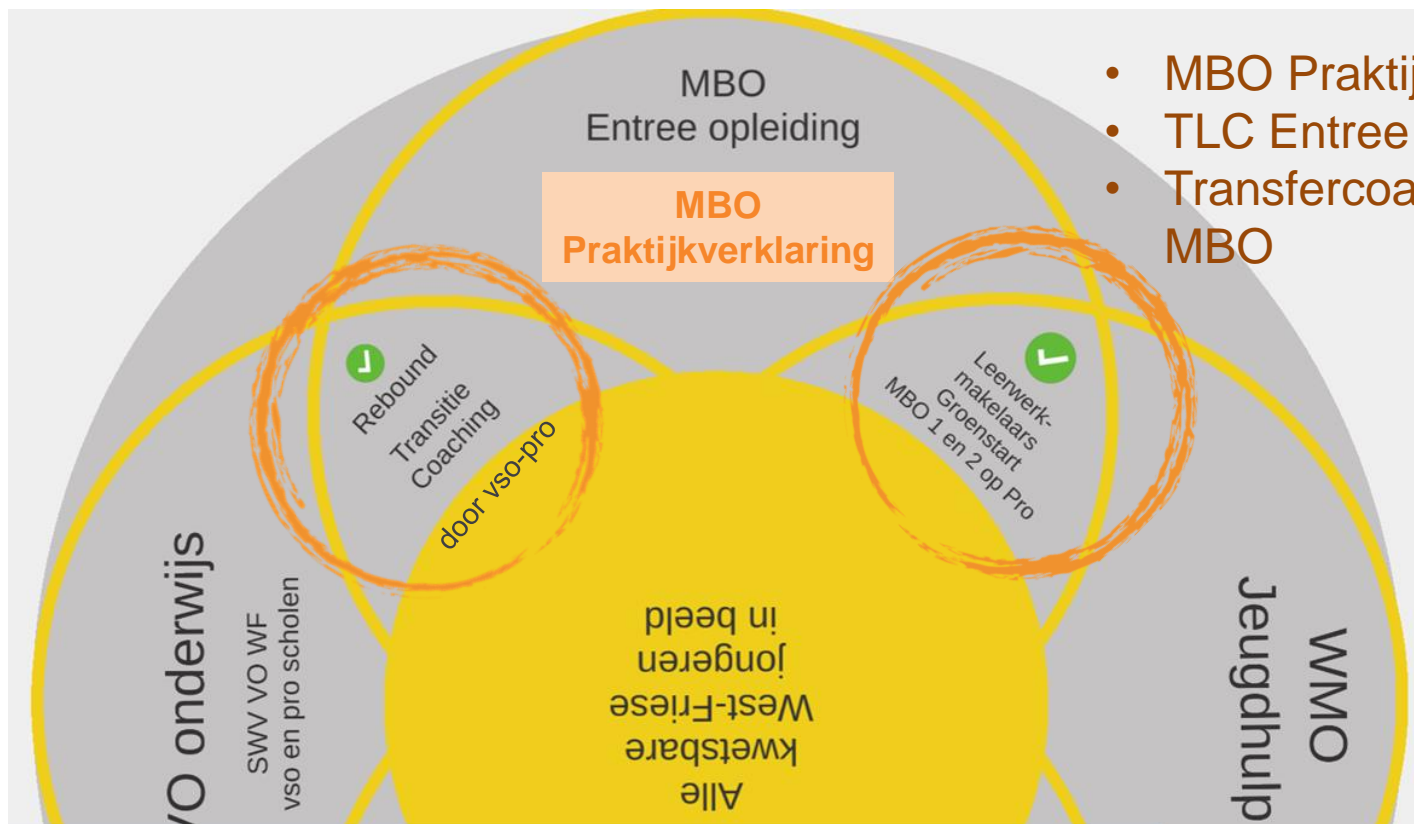 MBO
Entree opleiding
MBO
Praktijkverklaring
• MBO Praktij
• TLC Entree
• Transfercoa
MBO
Rebound
Transitie
Coaching
door vso-pro
Leerwerk-
makelaars
Groenstart
MBO 1 en 2 op Pro
VO onderwijs
SWV VO WF
vso en pro scholen
Alle
kwetsbare
West-Friese
jongeren
in beeld
WMO
Jeugdhulp